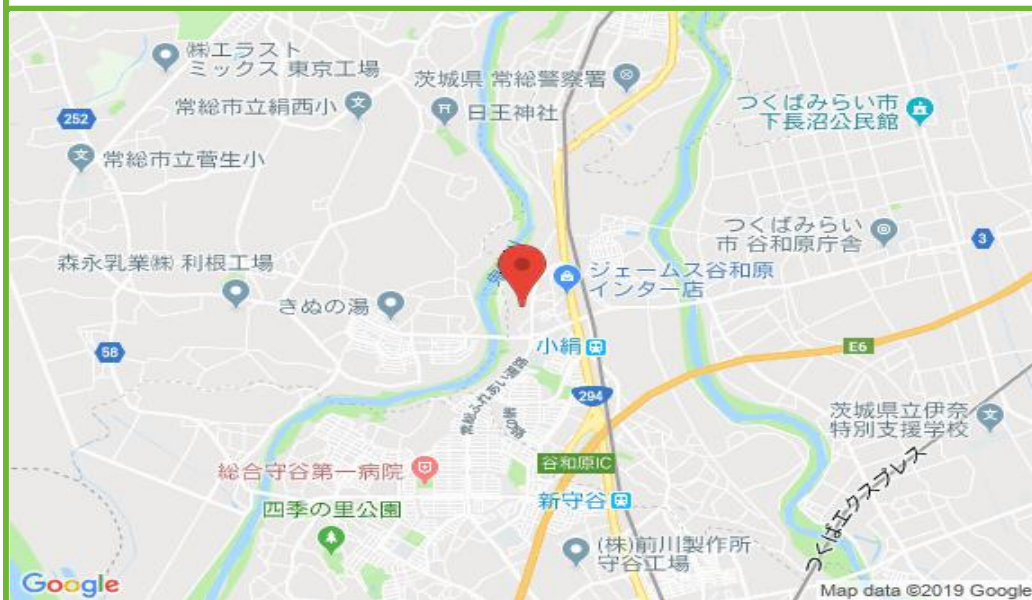 (株)エラスト
ミックス 東京工場
茨城県 常総警察署
常総市立絹西小
日王神社
つくばみらい市
下長沼公民館
252
常総市立菅生小
つくばみらい
市 谷和原庁舎
3
森永乳業(株) 利根工場
ジェームス谷和原
インター店
きぬの湯
小絹
58
E6
294
常総ふれあい道路
茨城県立伊奈
特別支援学校
谷和原IC
総合守谷第一病院
新守谷
つくばエクスプレス
四季の里公園
(株)前川製作所
守谷工場
Google
Map data ©2019 Google